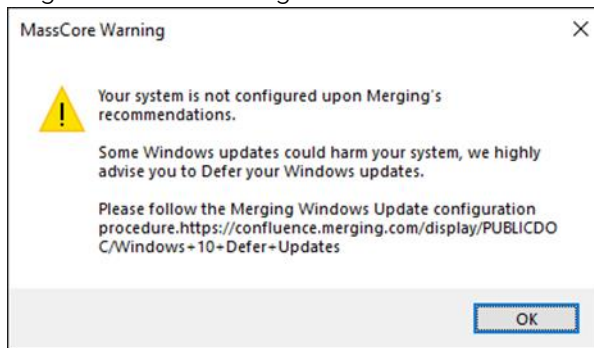 MassCore Warning
Your system is not configured upon Merging's
recommendations.
Some Windows updates could harm your system, we highly
advise you to Defer your Windows updates.
Please follow the Merging Windows Update configuration
procedure.https://confluence.merging.com/display/PUBLICDO
C/Windows+10+Defer+Updates
OK